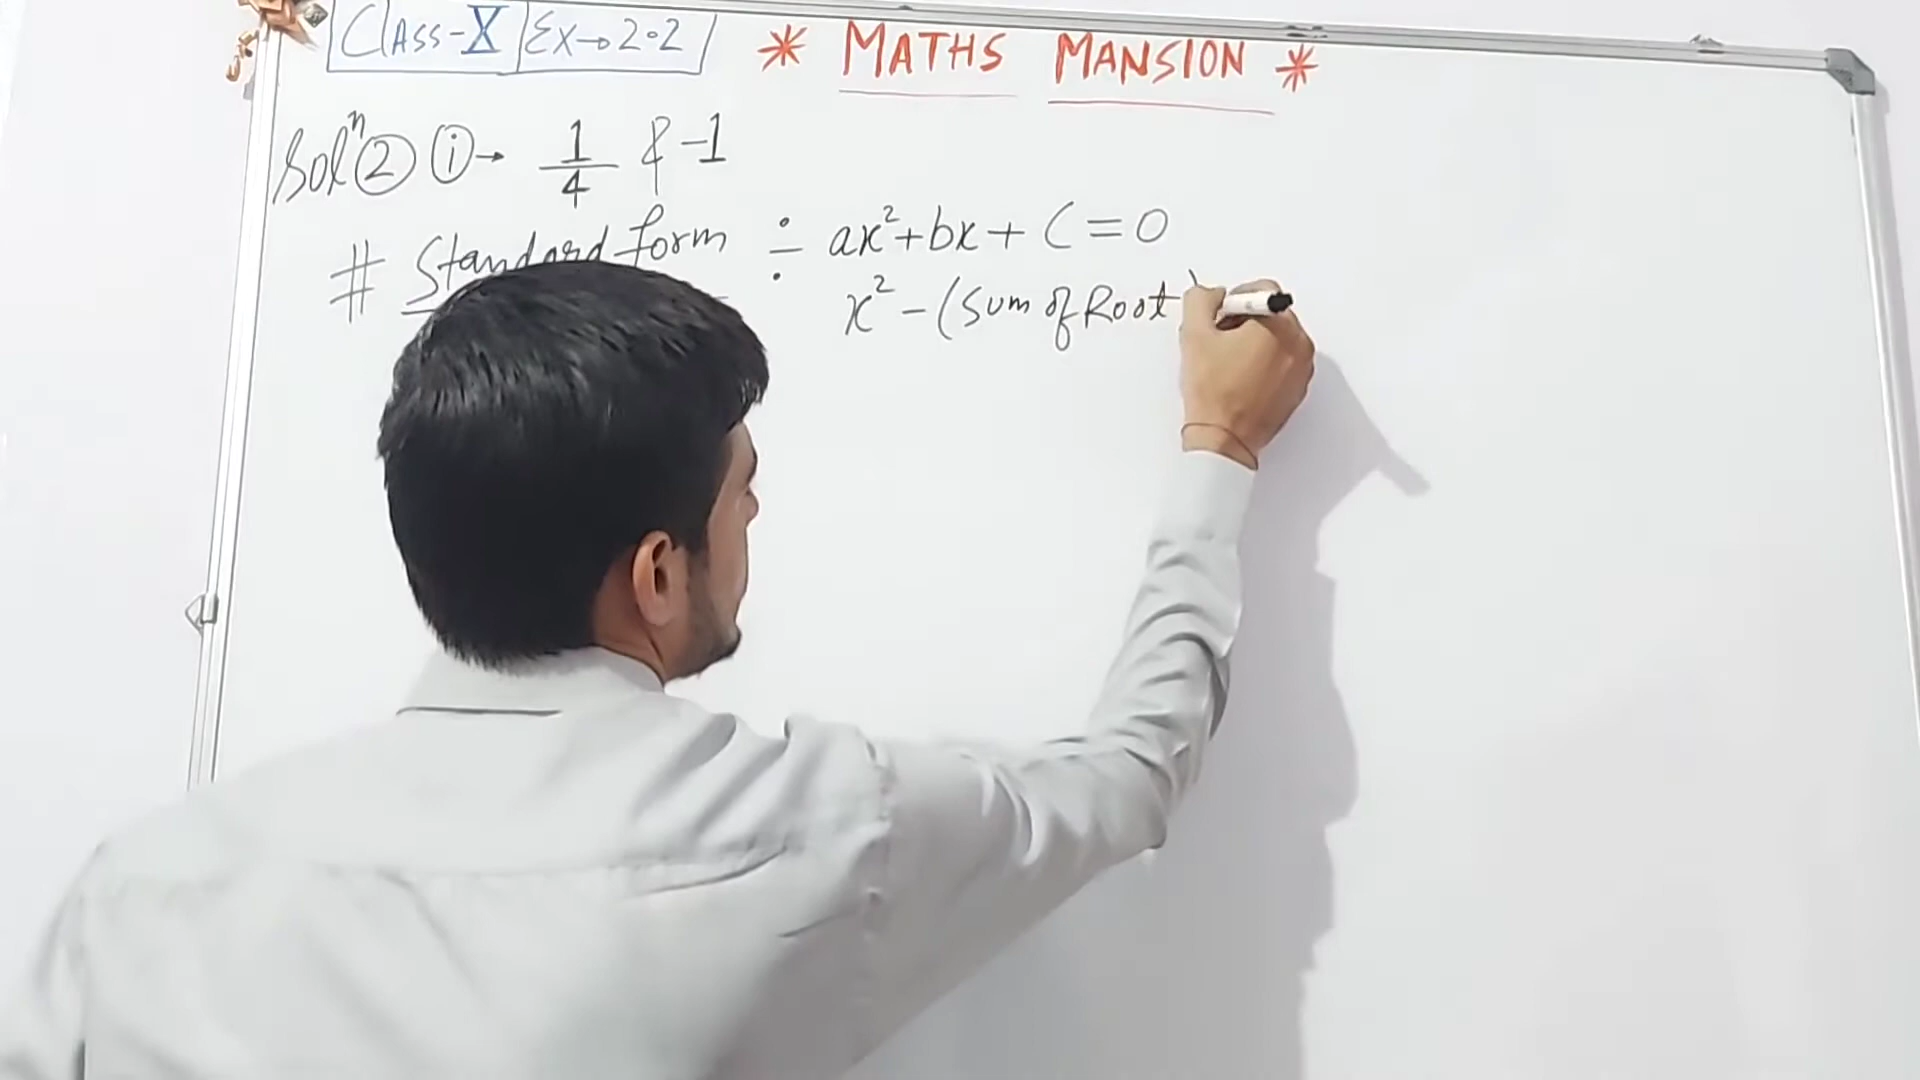 Class-X Ex→2.2 * MATHS MANSION *
Solⁿ ② ⓘ→ 1/4 & -1
# Standard form ÷ ax²+bx+C=0
x²-(Sum of Root)